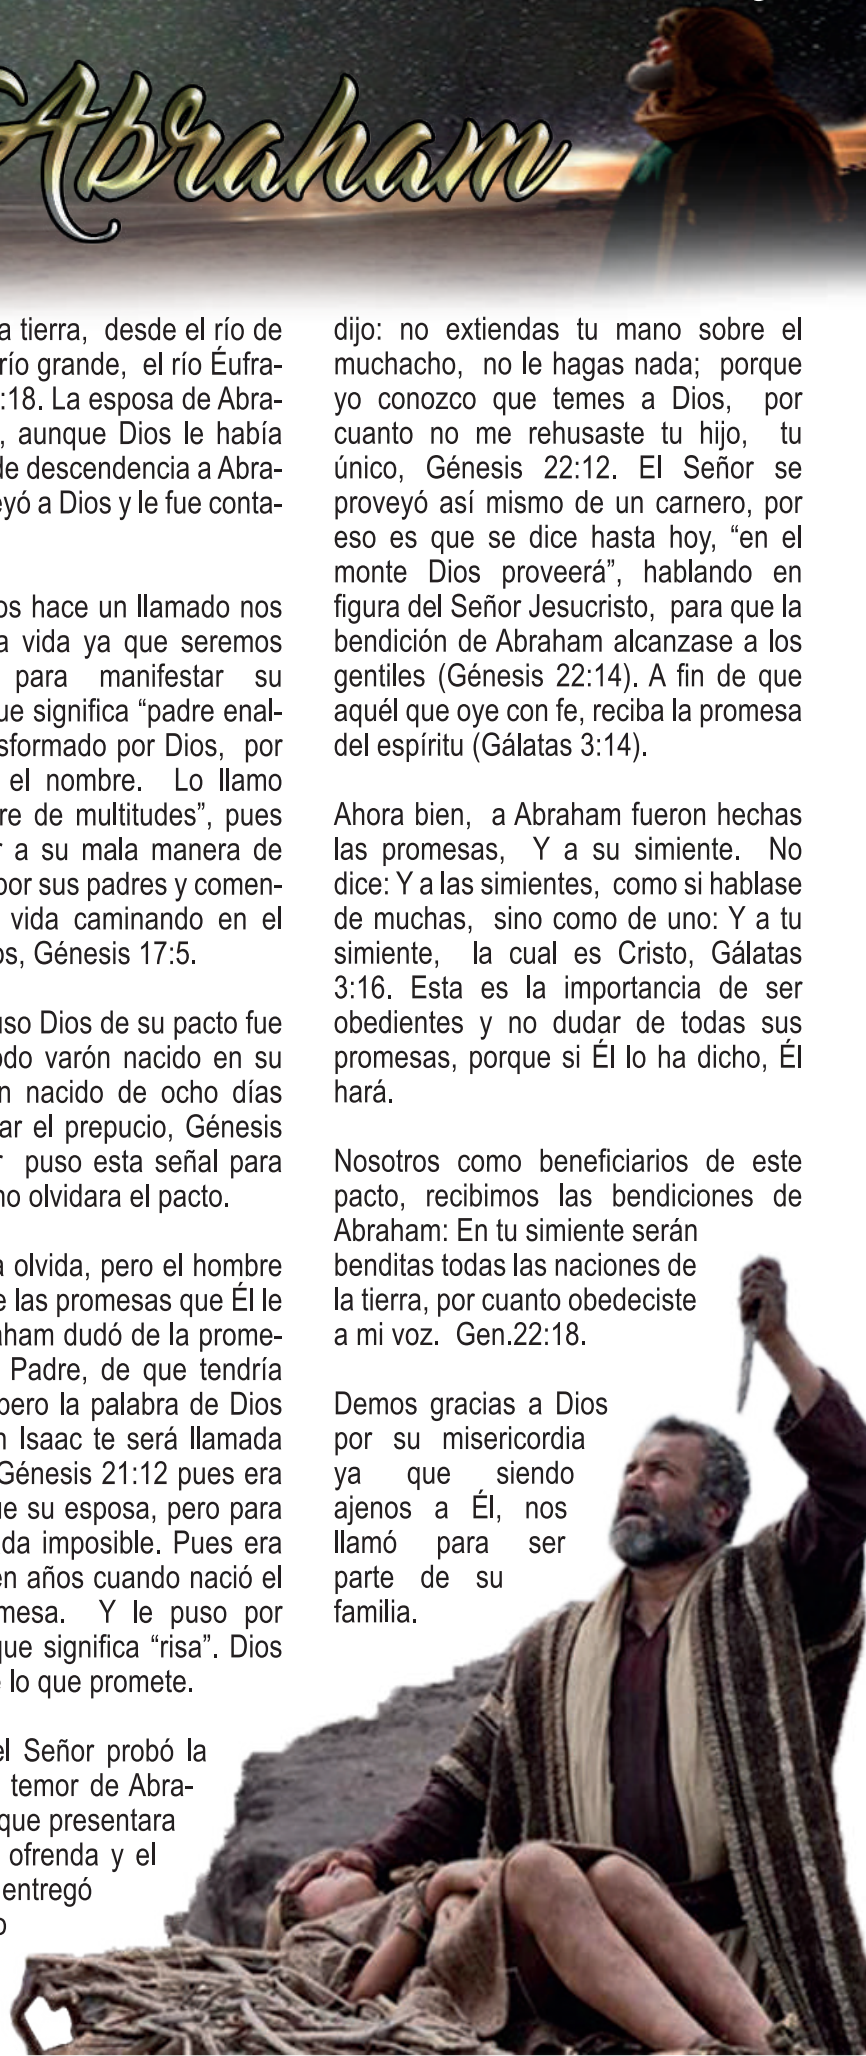 Abraham
a tierra, desde el río de
río grande, el río Éufra-
:18. La esposa de Abra-
, aunque Dios le había
de descendencia a Abra-
eyó a Dios y le fue conta-
os hace un llamado nos
a vida ya que seremos
para manifestar su
ue significa “padre enal-
sformado por Dios, por
el nombre. Lo llamo
re de multitudes”, pues
r a su mala manera de
por sus padres y comen-
vida caminando en el
os, Génesis 17:5.
uso Dios de su pacto fue
odo varón nacido en su
n nacido de ocho días
ar el prepucio, Génesis
r puso esta señal para
no olvidara el pacto.
a olvida, pero el hombre
e las promesas que Él le
aham dudó de la prome-
Padre, de que tendría
pero la palabra de Dios
n Isaac te será llamada
Génesis 21:12 pues era
ue su esposa, pero para
da imposible. Pues era
en años cuando nació el
mesa. Y le puso por
que significa “risa”. Dios
e lo que promete.
el Señor probó la
temor de Abra-
que presentara
ofrenda y el
entregó
o
dijo: no extiendas tu mano sobre el
muchacho, no le hagas nada; porque
yo conozco que temes a Dios, por
cuanto no me rehusaste tu hijo, tu
único, Génesis 22:12. El Señor se
proveyó así mismo de un carnero, por
eso es que se dice hasta hoy, “en el
monte Dios proveerá”, hablando en
figura del Señor Jesucristo, para que la
bendición de Abraham alcanzase a los
gentiles (Génesis 22:14). A fin de que
aquél que oye con fe, reciba la promesa
del espíritu (Gálatas 3:14).
Ahora bien, a Abraham fueron hechas
las promesas, Y a su simiente. No
dice: Y a las simientes, como si hablase
de muchas, sino como de uno: Y a tu
simiente, la cual es Cristo, Gálatas
3:16. Esta es la importancia de ser
obedientes y no dudar de todas sus
promesas, porque si Él lo ha dicho, Él
hará.
Nosotros como beneficiarios de este
pacto, recibimos las bendiciones de
Abraham: En tu simiente serán
benditas todas las naciones de
la tierra, por cuanto obedeciste
a mi voz. Gen.22:18.
Demos gracias a Dios
por su misericordia
ya que siendo
ajenos a Él, nos
llamó para ser
parte de su
familia.